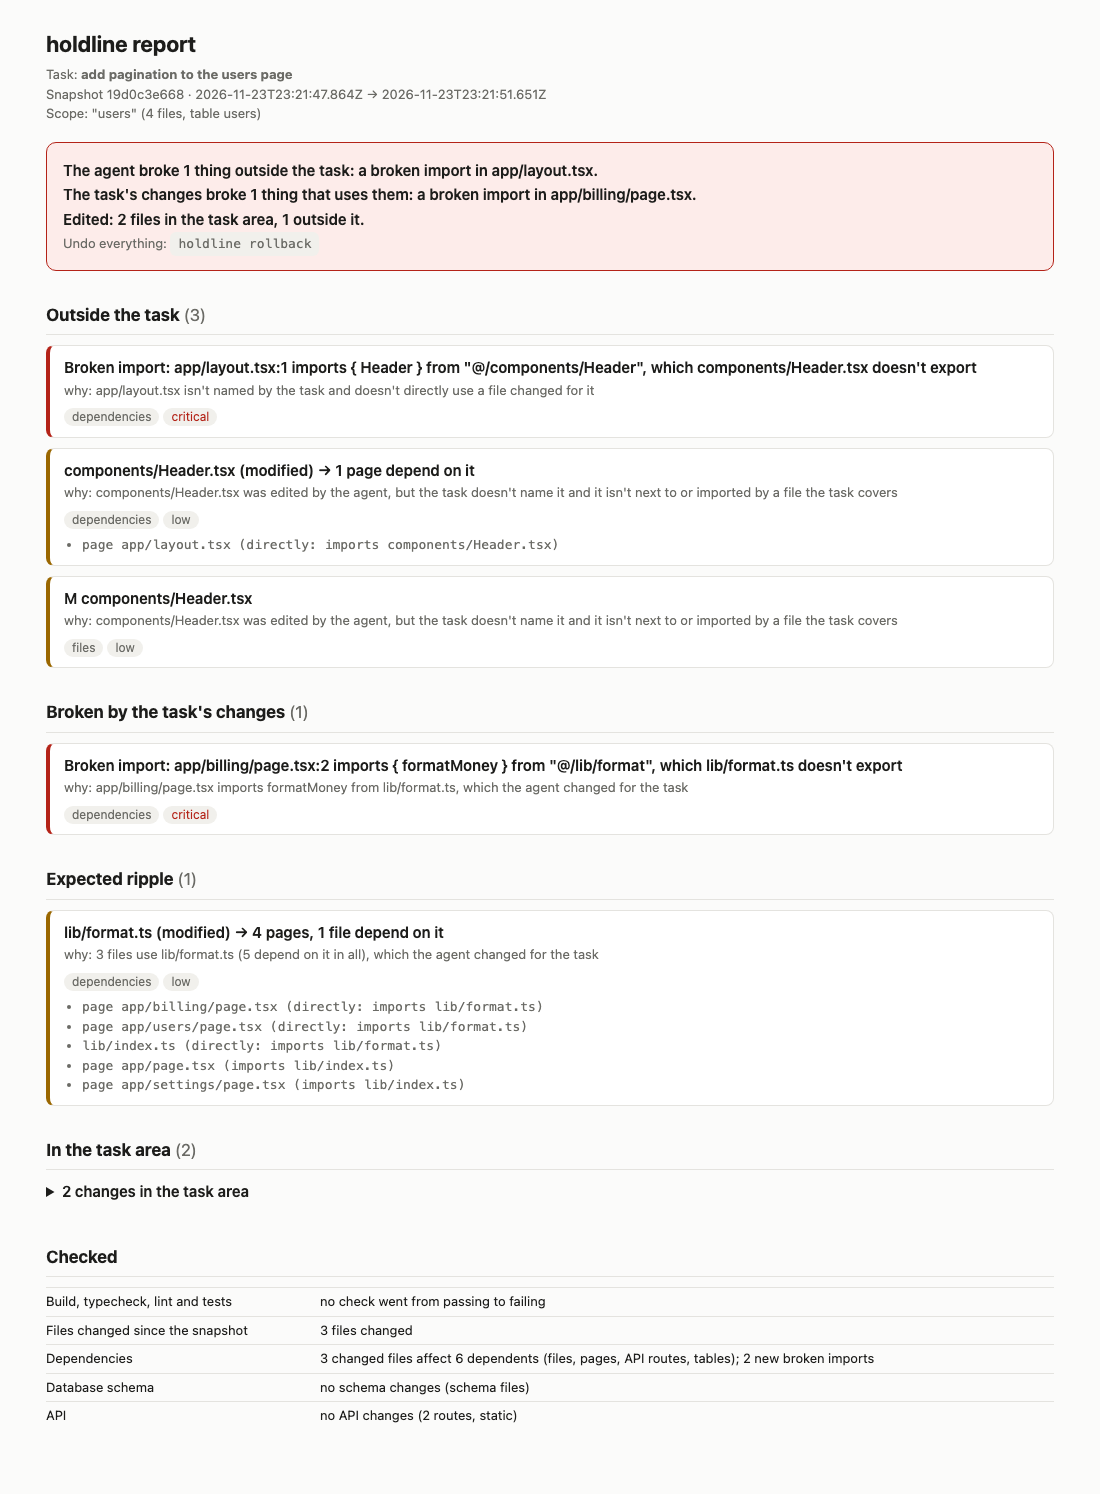 holdline report
Task: add pagination to the users page
Snapshot 19d0c3e668 · 2026-11-23T23:21:47.864Z → 2026-11-23T23:21:51.651Z
Scope: "users" (4 files, table users)
The agent broke 1 thing outside the task: a broken import in app/layout.tsx.
The task's changes broke 1 thing that uses them: a broken import in app/billing/page.tsx.
Edited: 2 files in the task area, 1 outside it.
Undo everything: holdline rollback
Outside the task (3)
Broken import: app/layout.tsx:1 imports { Header } from "@/components/Header", which components/Header.tsx doesn't export
why: app/layout.tsx isn't named by the task and doesn't directly use a file changed for it
dependencies critical
components/Header.tsx (modified) → 1 page depend on it
why: components/Header.tsx was edited by the agent, but the task doesn't name it and it isn't next to or imported by a file the task covers
dependencies low
• page app/layout.tsx (directly: imports components/Header.tsx)
M components/Header.tsx
why: components/Header.tsx was edited by the agent, but the task doesn't name it and it isn't next to or imported by a file the task covers
files low
Broken by the task's changes (1)
Broken import: app/billing/page.tsx:2 imports { formatMoney } from "@/lib/format", which lib/format.ts doesn't export
why: app/billing/page.tsx imports formatMoney from lib/format.ts, which the agent changed for the task
dependencies critical
Expected ripple (1)
lib/format.ts (modified) → 4 pages, 1 file depend on it
why: 3 files use lib/format.ts (5 depend on it in all), which the agent changed for the task
dependencies low
• page app/billing/page.tsx (directly: imports lib/format.ts)
• page app/users/page.tsx (directly: imports lib/format.ts)
• lib/index.ts (directly: imports lib/format.ts)
• page app/page.tsx (imports lib/index.ts)
• page app/settings/page.tsx (imports lib/index.ts)
In the task area (2)
▶ 2 changes in the task area
Checked
Build, typecheck, lint and tests no check went from passing to failing
Files changed since the snapshot 3 files changed
Dependencies 3 changed files affect 6 dependents (files, pages, API routes, tables); 2 new broken imports
Database schema no schema changes (schema files)
API no API changes (2 routes, static)